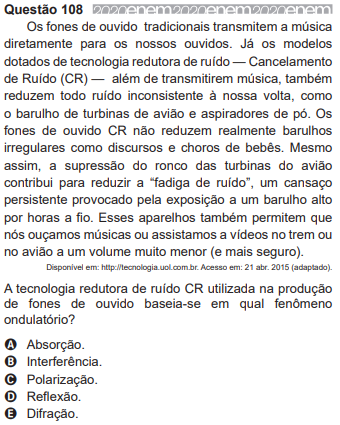 Questão 108 2020enem2020enem2020enem
Os fones de ouvido tradicionais transmitem a música
diretamente para os nossos ouvidos. Já os modelos
dotados de tecnologia redutora de ruído — Cancelamento
de Ruído (CR) — além de transmitirem música, também
reduzem todo ruído inconsistente à nossa volta, como
o barulho de turbinas de avião e aspiradores de pó. Os
fones de ouvido CR não reduzem realmente barulhos
irregulares como discursos e choros de bebês. Mesmo
assim, a supressão do ronco das turbinas do avião
contribui para reduzir a “fadiga de ruído”, um cansaço
persistente provocado pela exposição a um barulho alto
por horas a fio. Esses aparelhos também permitem que
nós ouçamos músicas ou assistamos a vídeos no trem ou
no avião a um volume muito menor (e mais seguro).
Disponível em: http://tecnologia.uol.com.br. Acesso em: 21 abr. 2015 (adaptado).
A tecnologia redutora de ruído CR utilizada na produção
de fones de ouvido baseia-se em qual fenômeno
ondulatório?
A Absorção.
B Interferência.
C Polarização.
D Reflexão.
E Difração.